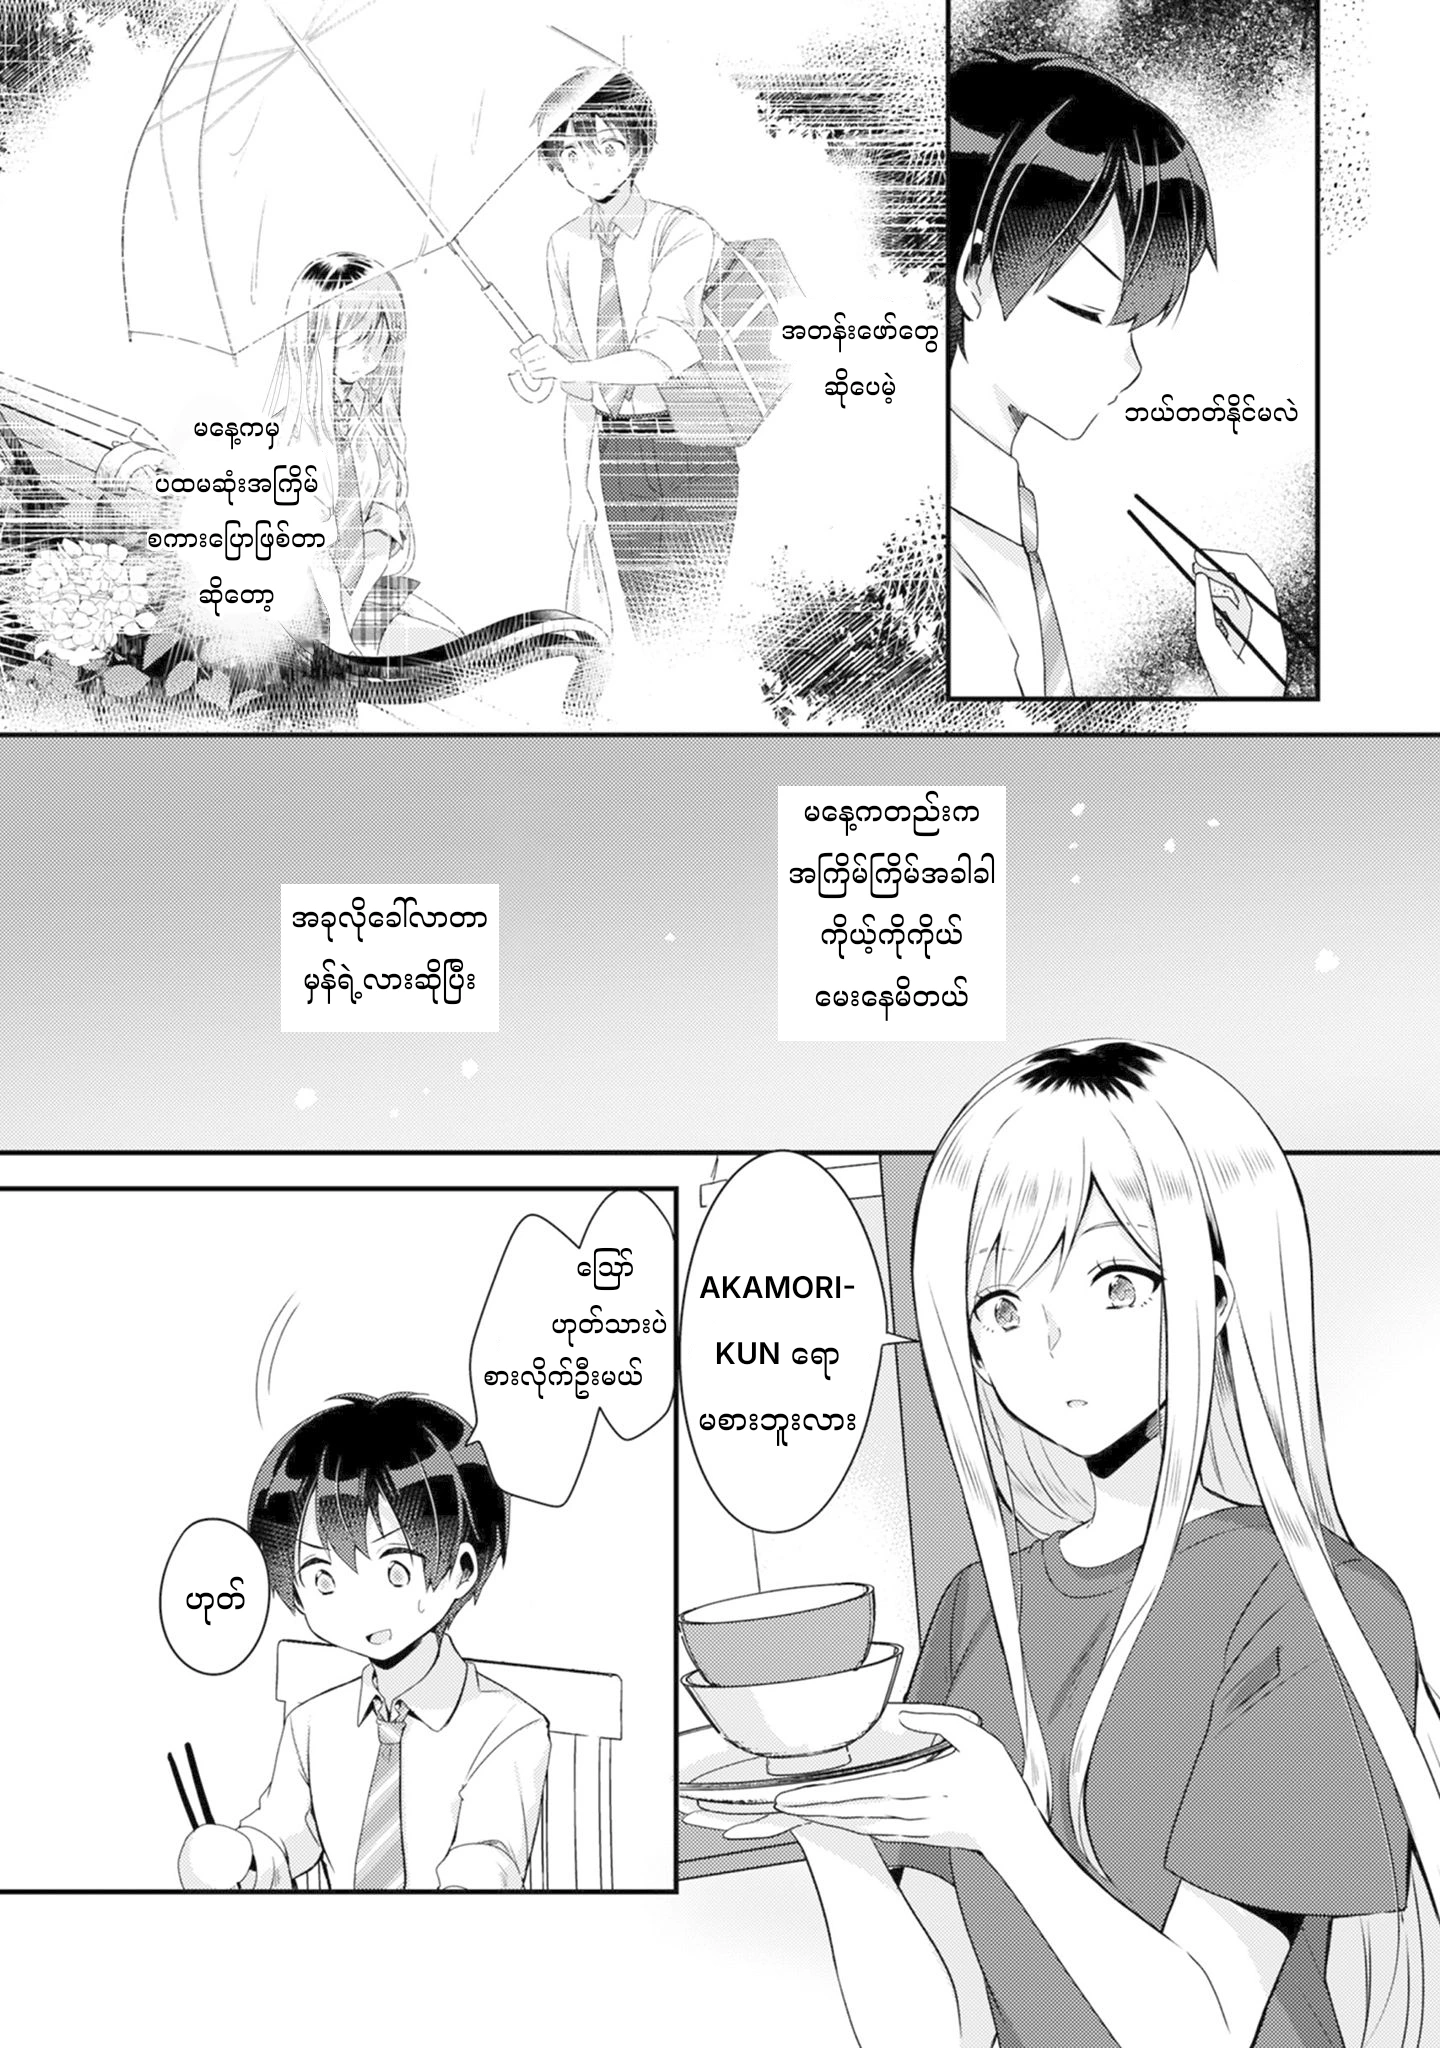 ဘယ်တတ်နိုင်မလဲ
အတန်းဖော်တွေ
ဆိုပေမဲ့
မနေ့ကမှ
ပထမဆုံးအကြိမ်
စကားပြောဖြစ်တာ
ဆိုတော့
မနေ့ကတည်းက
အကြိမ်ကြိမ်အခါခါ
ကိုယ့်ကိုကိုယ်
မေးနေမိတယ်
အခုလိုခေါ်လာတာ
မှန်ရဲ့လားဆိုပြီး
AKAMORI-
KUN ရော
မစားဘူးလား
ဪ
ဟုတ်သားပဲ
စားလိုက်ဦးမယ်
ဟုတ်